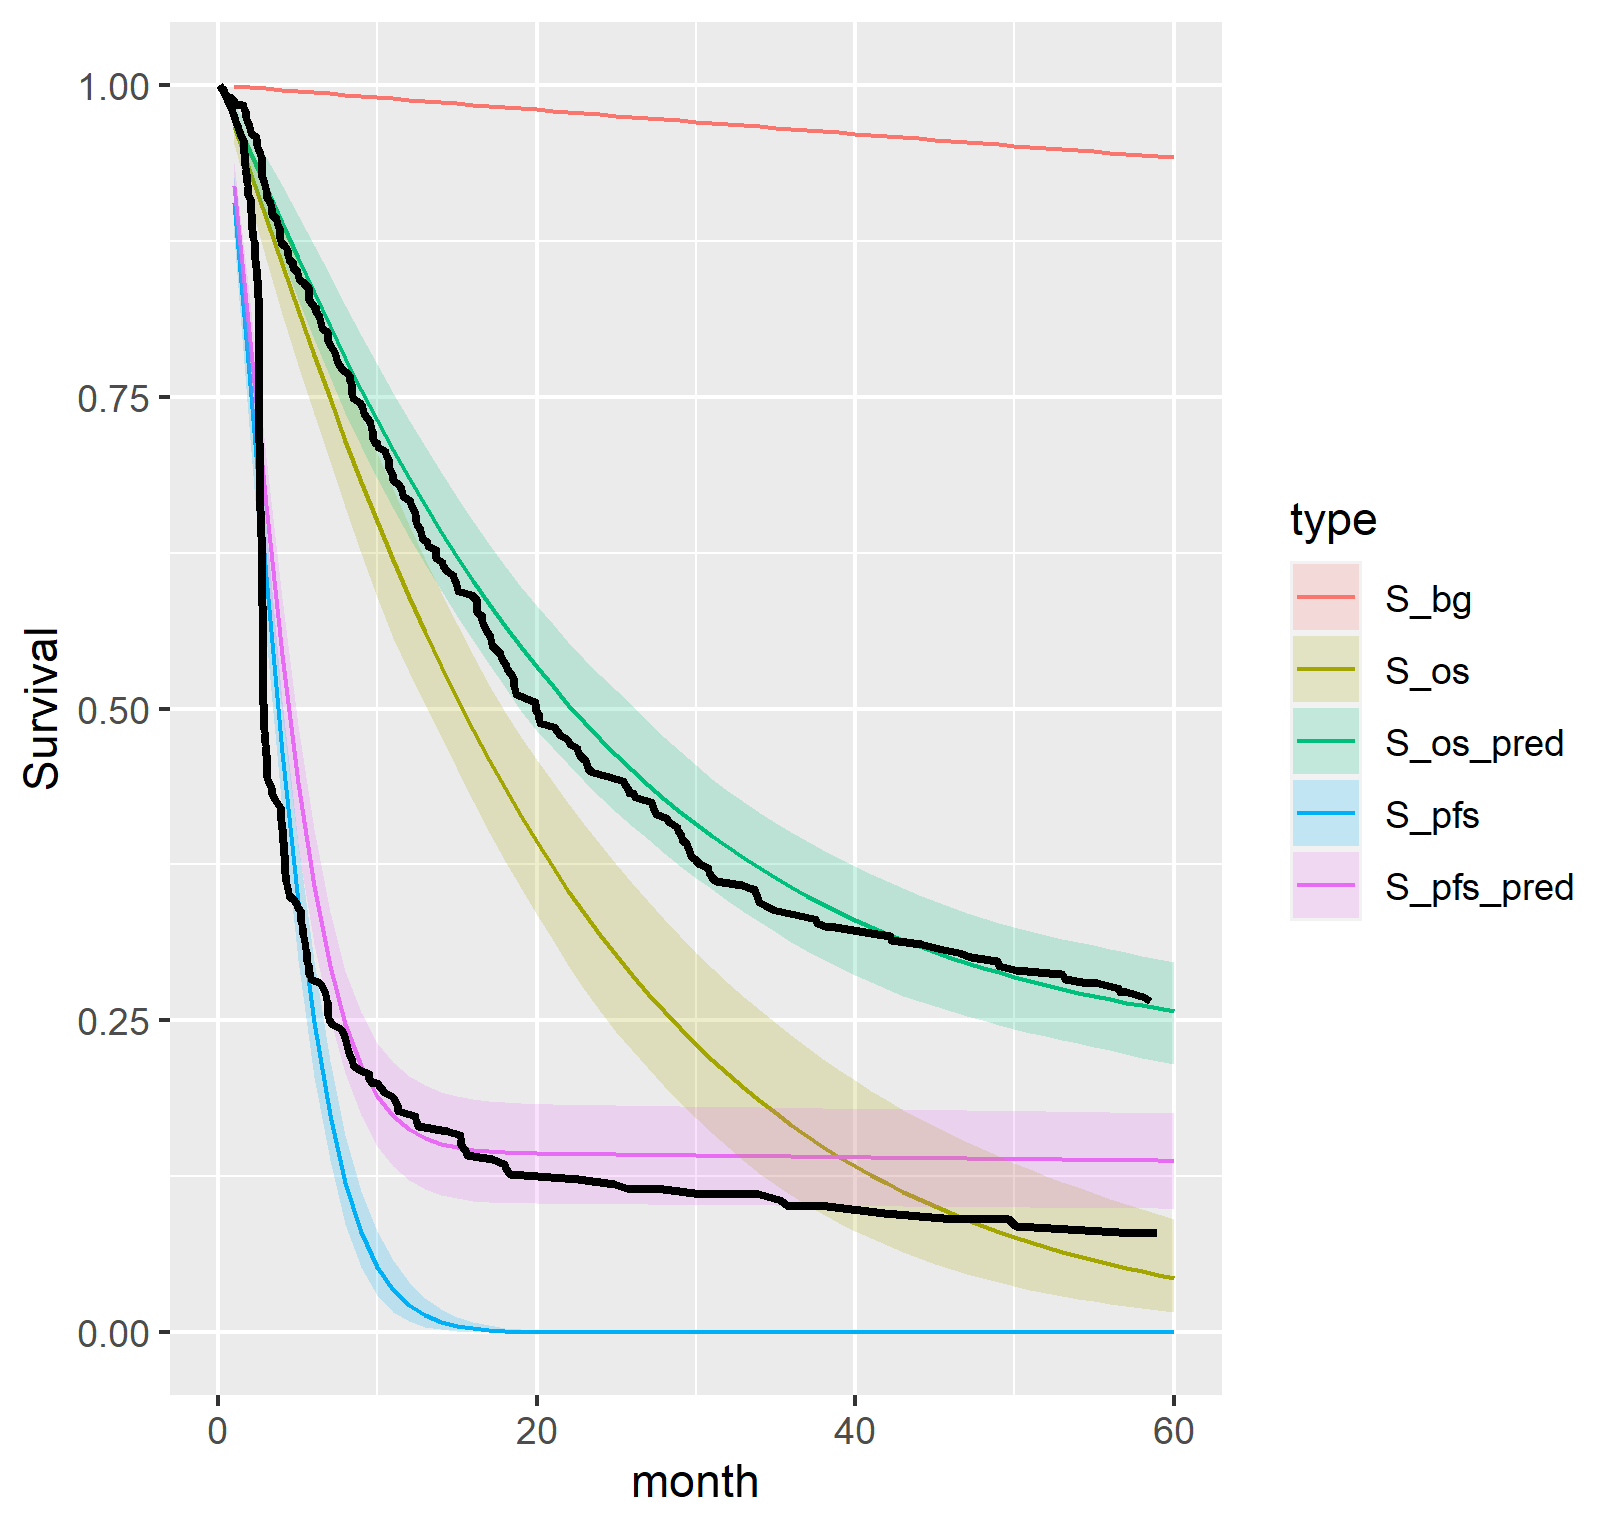 Survival
1.00
0.75
0.50
0.25
0.00
0
20
40
60
month
type
S_bg
S_os
S_os_pred
S_pfs
S_pfs_pred